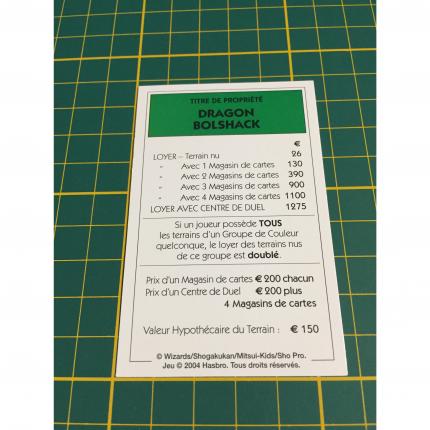 TITRE DE PROPRIÉTÉ
DRAGON
BOLSHACK
€
LOYER – Terrain nu 26
" Avec 1 Magasin de cartes 130
" Avec 2 Magasins de cartes 390
" Avec 3 Magasins de cartes 900
" Avec 4 Magasins de cartes 1100
LOYER AVEC CENTRE DE DUEL 1275
Si un joueur possède TOUS
les terrains d'un Groupe de Couleur
quelconque, le loyer des terrains nus
de ce groupe est doublé.
Prix d'un Magasin de cartes € 200 chacun
Prix d'un Centre de Duel € 200 plus
4 Magasins de cartes
Valeur Hypothécaire du Terrain : € 150
© Wizards/Shogakukan/Mitsui-Kids/Sho Pro.
Jeu © 2004 Hasbro. Tous droits réservés.